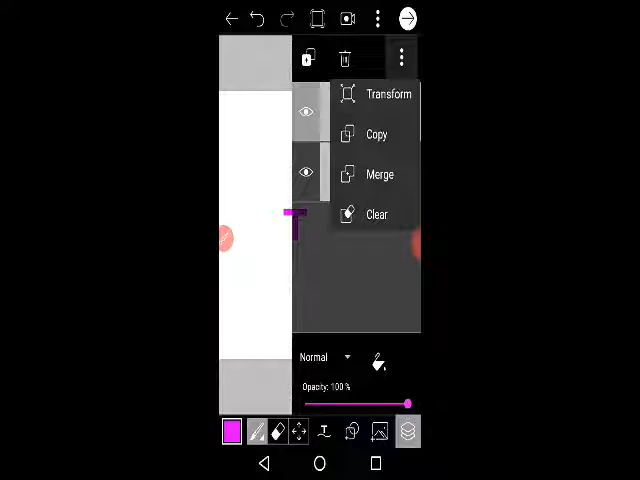 Transform
Copy
Merge
T
Clear
Normal
Opacity: 100 %
T